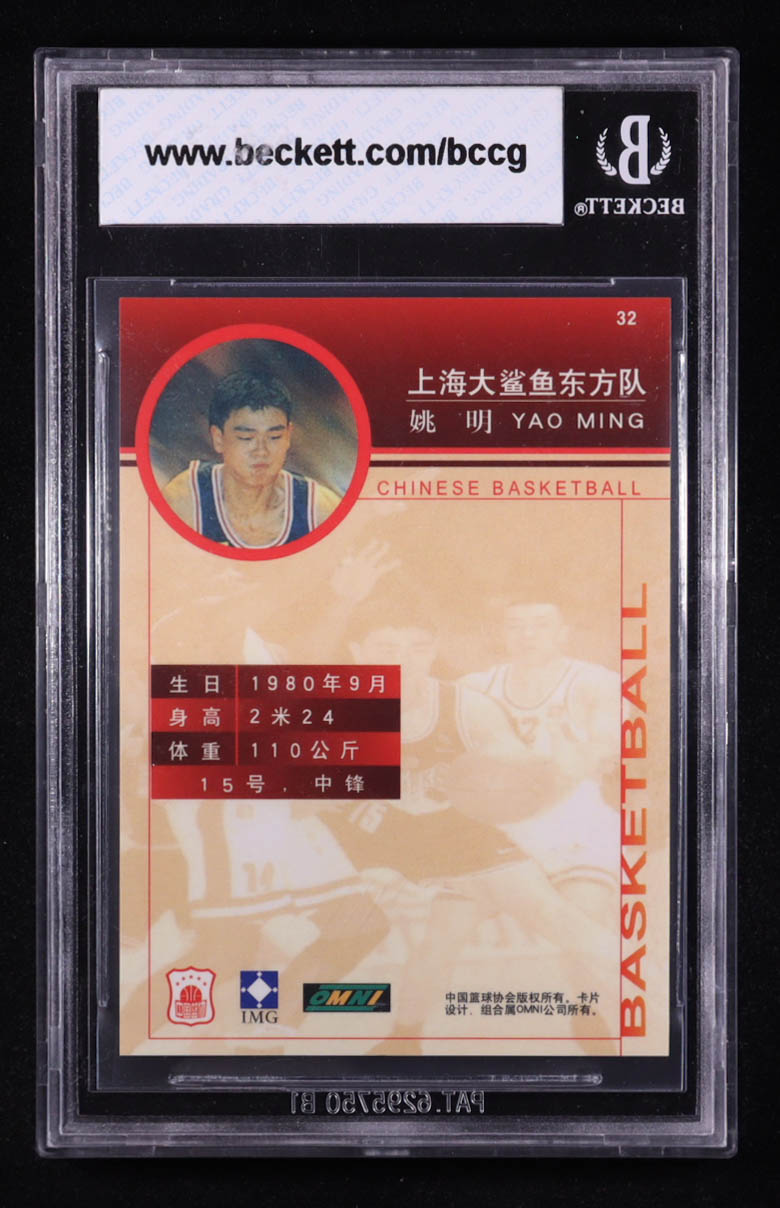 www.beckett.com/bccg
BECKETT®
32
上海大鲨鱼东方队
姚 明 YAO MING
CHINESE BASKETBALL
生日 1980年9月
身高 2米24
体重 110公斤
15号，中锋
BASKETBALL
IMG
OMNI
中国篮球协会版权所有。卡片
设计．组合属OMNI公司所有。
PAT.6295750 B1